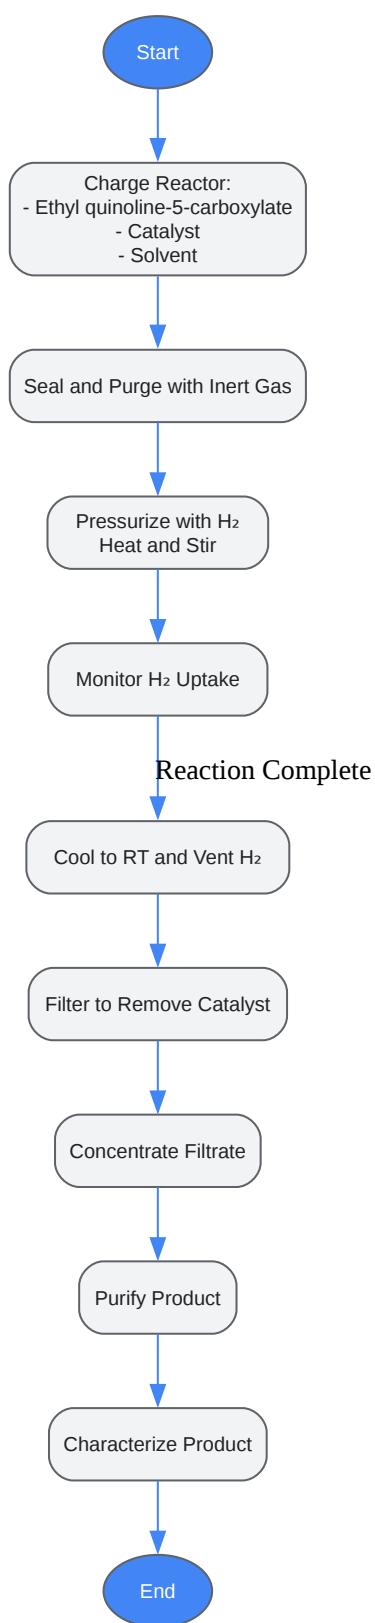 Start
Charge Reactor:
- Ethyl quinoline-5-carboxylate
- Catalyst
- Solvent
Seal and Purge with Inert Gas
Pressurize with H₂
Heat and Stir
Monitor H₂ Uptake
Reaction Complete
Cool to RT and Vent H₂
Filter to Remove Catalyst
Concentrate Filtrate
Purify Product
Characterize Product
End